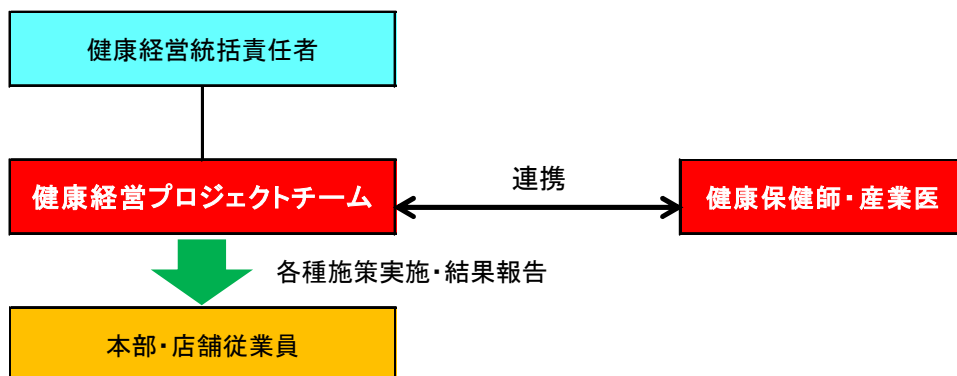 健康経営統括責任者
健康経営プロジェクトチーム
連携
健康保健師・産業医
各種施策実施・結果報告
本部・店舗従業員